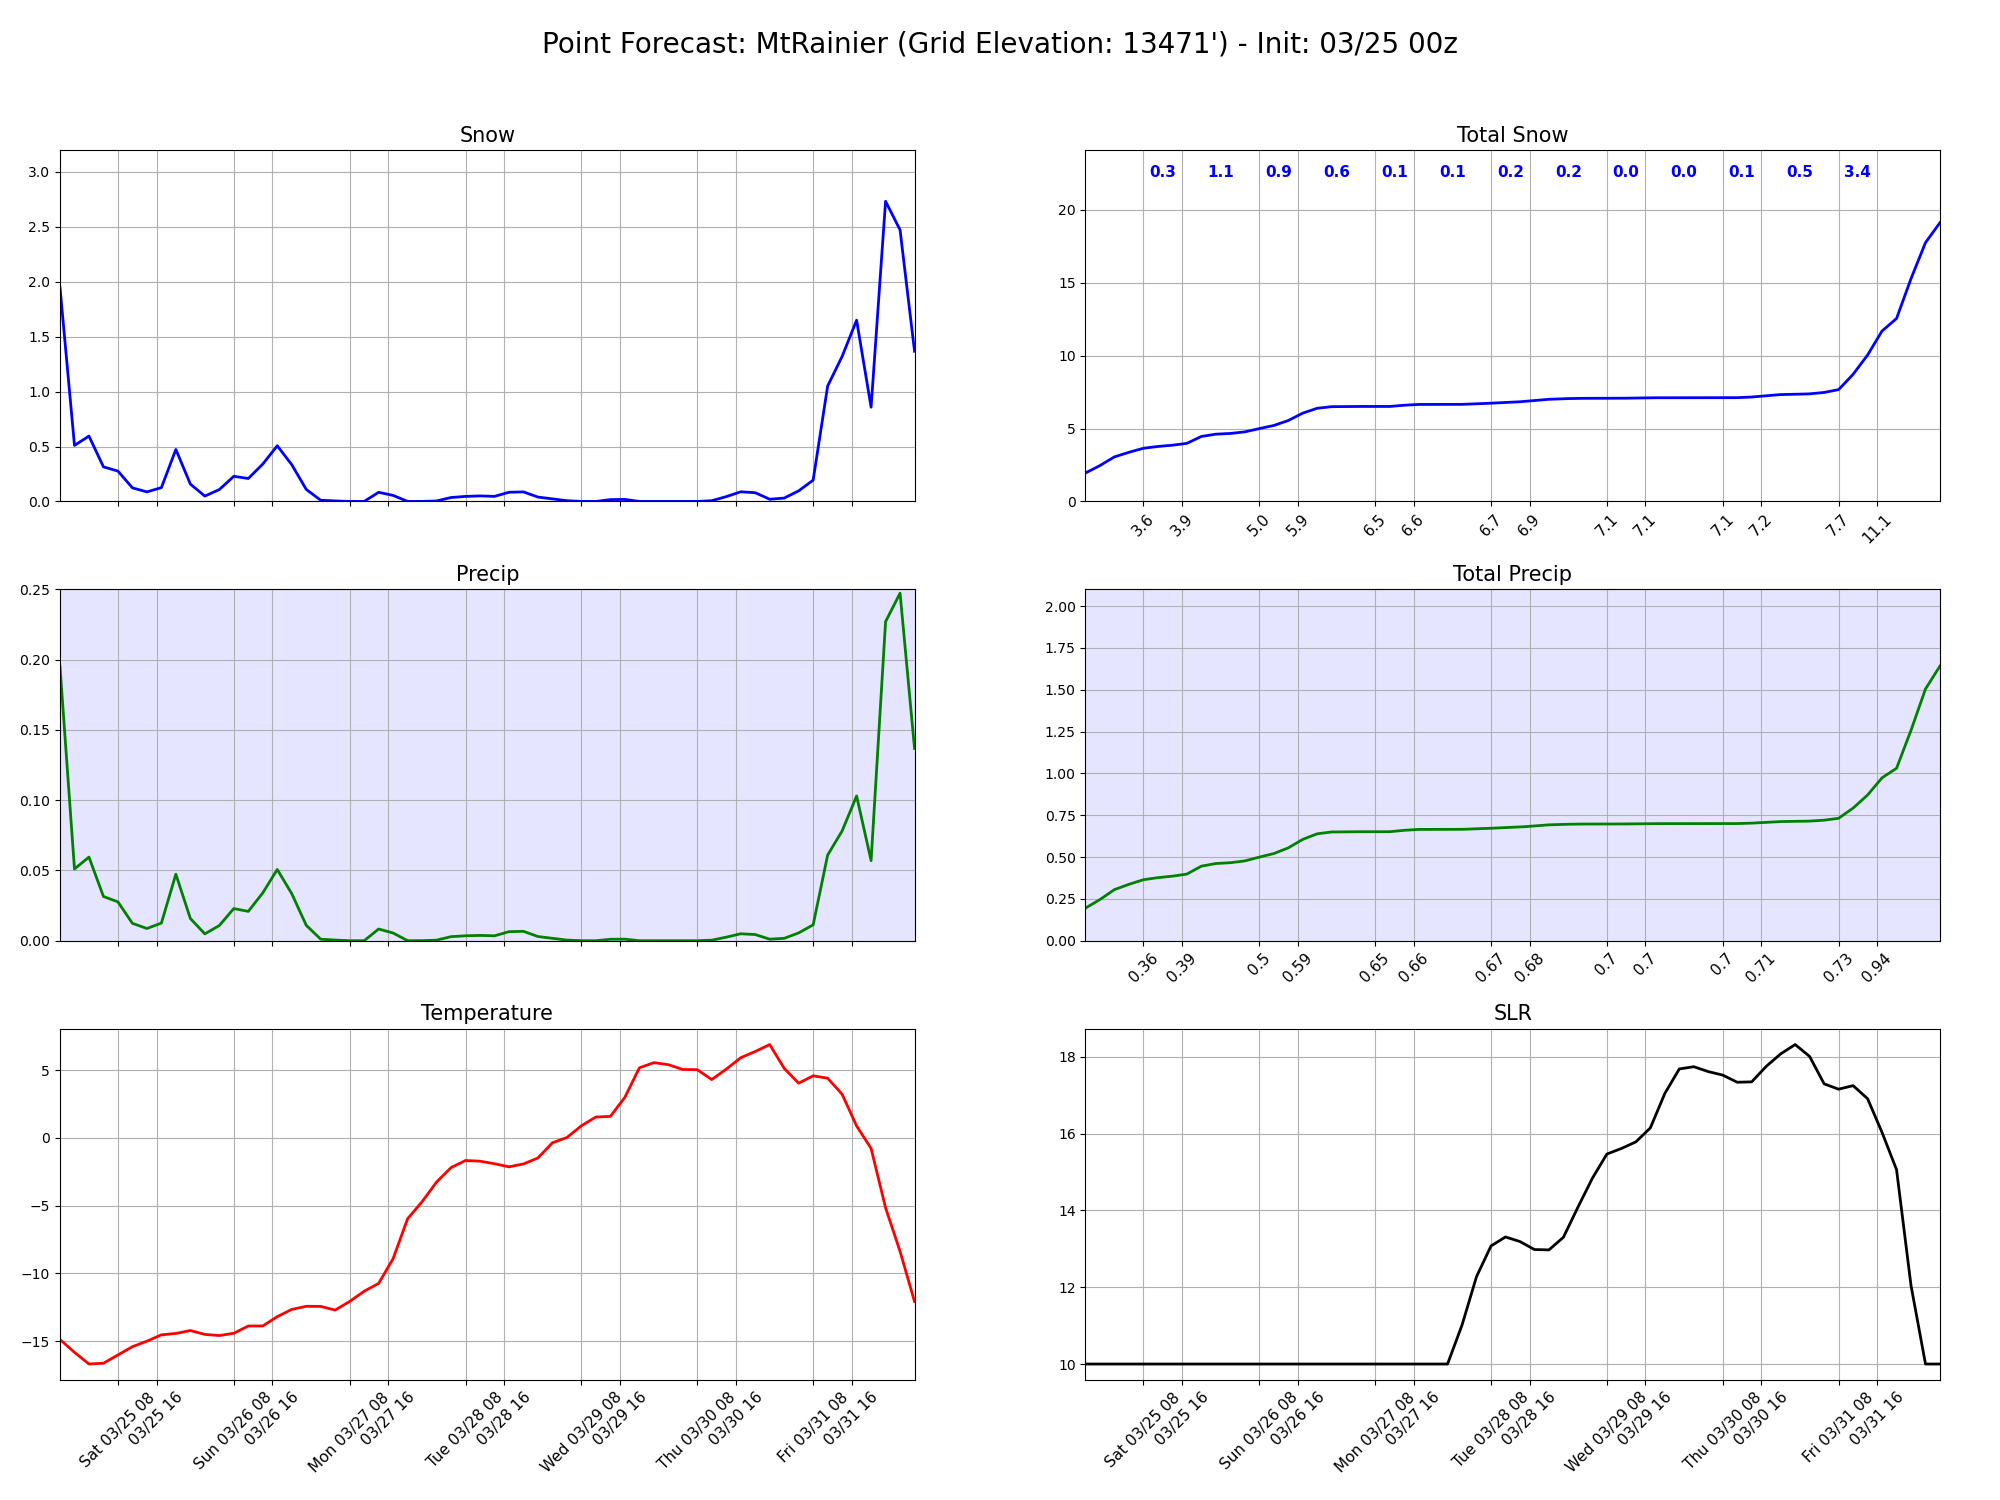 Point Forecast: MtRainier (Grid Elevation: 13471') - Init: 03/25 00z
Snow
3.0
2.5
2.0
1.5
1.0
0.5
0.0
Total Snow
0.3 1.1 0.9 0.6 0.1 0.1 0.2 0.2 0.0 0.0 0.1 0.5 3.4
20
15
10
5
0
3.6 3.9 5.0 5.9 6.5 6.6 6.7 6.9 7.1 7.1 7.1 7.2 7.7 11.1
Precip
0.25
0.20
0.15
0.10
0.05
0.00
Total Precip
2.00
1.75
1.50
1.25
1.00
0.75
0.50
0.25
0.00
0.36 0.39 0.5 0.59 0.65 0.66 0.67 0.68 0.7 0.7 0.7 0.71 0.73 0.94
Temperature
5
0
−5
−10
−15
Sat 03/25 08
03/25 16
Sun 03/26 08
03/26 16
Mon 03/27 08
03/27 16
Tue 03/28 08
03/28 16
Wed 03/29 08
03/29 16
Thu 03/30 08
03/30 16
Fri 03/31 08
03/31 16
SLR
18
16
14
12
10
Sat 03/25 08
03/25 16
Sun 03/26 08
03/26 16
Mon 03/27 08
03/27 16
Tue 03/28 08
03/28 16
Wed 03/29 08
03/29 16
Thu 03/30 08
03/30 16
Fri 03/31 08
03/31 16